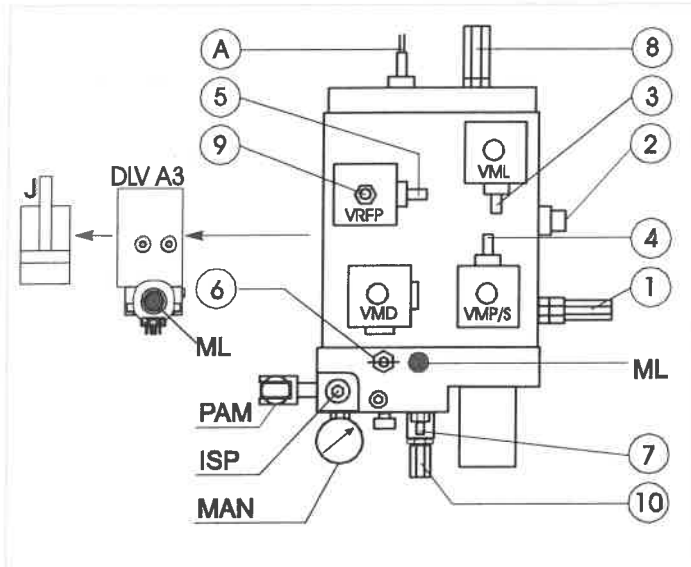 A
8
5
3
9
2
VML
J
DLV A3
VRFP
4
6
1
VMD
VMP/S
ML
ML
PAM
ISP
7
MAN
10